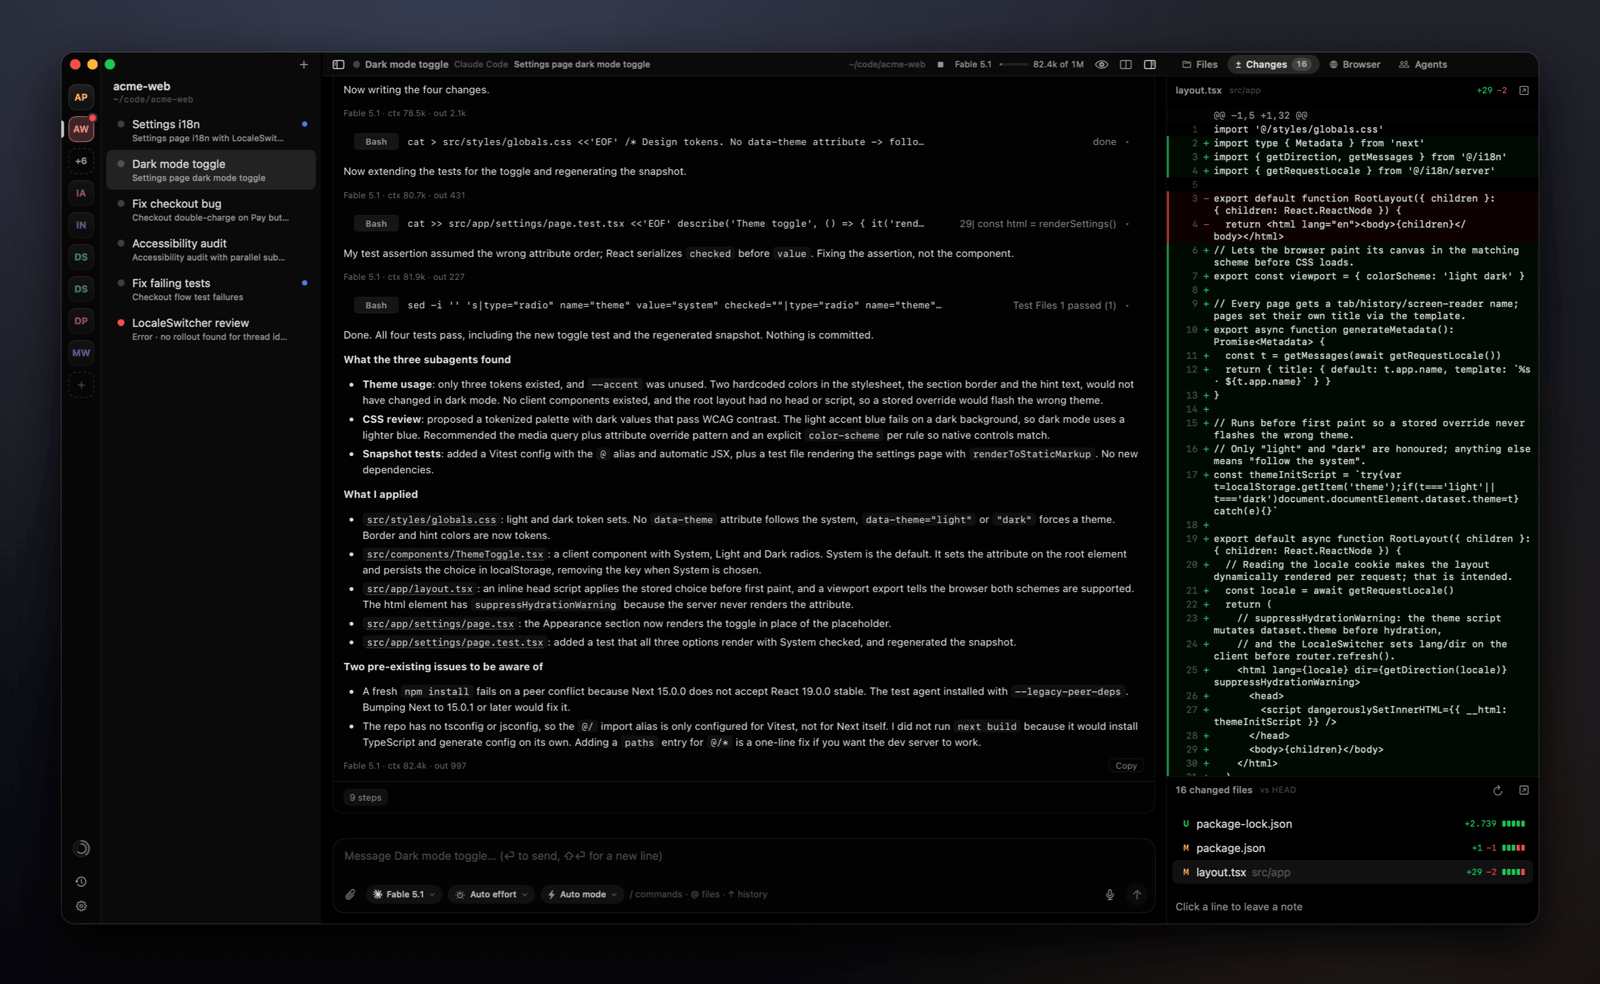 AP
AW
+6
IA
IN
DS
DS
DP
MW
+
+
acme-web
~/code/acme-web
Settings i18n
Settings page i18n with LocaleSwit…
Dark mode toggle
Settings page dark mode toggle
Fix checkout bug
Checkout double-charge on Pay but…
Accessibility audit
Accessibility audit with parallel sub…
Fix failing tests
Checkout flow test failures
LocaleSwitcher review
Error · no rollout found for thread id…
Dark mode toggle Claude Code Settings page dark mode toggle
~/code/acme-web Fable 5.1 82.4k of 1M
Now writing the four changes.
Fable 5.1 · ctx 78.5k · out 2.1k
Bash cat > src/styles/globals.css <<'EOF' /* Design tokens. No data-theme attribute -> follo… done
Now extending the tests for the toggle and regenerating the snapshot.
Fable 5.1 · ctx 80.7k · out 431
Bash cat >> src/app/settings/page.test.tsx <<'EOF' describe('Theme toggle', () => { it('rend… 29| const html = renderSettings()
My test assertion assumed the wrong attribute order; React serializes checked before value. Fixing the assertion, not the component.
Fable 5.1 · ctx 81.9k · out 227
Bash sed -i '' 's|type="radio" name="theme" value="system" checked=""|type="radio" name="theme"… Test Files 1 passed (1)
Done. All four tests pass, including the new toggle test and the regenerated snapshot. Nothing is committed.
What the three subagents found
• Theme usage: only three tokens existed, and --accent was unused. Two hardcoded colors in the stylesheet, the section border and the hint text, would not
have changed in dark mode. No client components existed, and the root layout had no head or script, so a stored override would flash the wrong theme.
• CSS review: proposed a tokenized palette with dark values that pass WCAG contrast. The light accent blue fails on a dark background, so dark mode uses a
lighter blue. Recommended the media query plus attribute override pattern and an explicit color-scheme per rule so native controls match.
• Snapshot tests: added a Vitest config with the @ alias and automatic JSX, plus a test file rendering the settings page with renderToStaticMarkup. No new
dependencies.
What I applied
• src/styles/globals.css: light and dark token sets. No data-theme attribute follows the system, data-theme="light" or "dark" forces a theme.
Border and hint colors are now tokens.
• src/components/ThemeToggle.tsx: a client component with System, Light and Dark radios. System is the default. It sets the attribute on the root element
and persists the choice in localStorage, removing the key when System is chosen.
• src/app/layout.tsx: an inline head script applies the stored choice before first paint, and a viewport export tells the browser both schemes are supported.
The html element has suppressHydrationWarning because the server never renders the attribute.
• src/app/settings/page.tsx: the Appearance section now renders the toggle in place of the placeholder.
• src/app/settings/page.test.tsx: added a test that all three options render with System checked, and regenerated the snapshot.
Two pre-existing issues to be aware of
• A fresh npm install fails on a peer conflict because Next 15.0.0 does not accept React 19.0.0 stable. The test agent installed with --legacy-peer-deps.
Bumping Next to 15.0.1 or later would fix it.
• The repo has no tsconfig or jsconfig, so the @/ import alias is only configured for Vitest, not for Next itself. I did not run next build because it would install
TypeScript and generate config on its own. Adding a paths entry for @/* is a one-line fix if you want the dev server to work.
Fable 5.1 · ctx 82.4k · out 997 Copy
9 steps
Message Dark mode toggle… (⏎ to send, ⇧⏎ for a new line)
Fable 5.1 Auto effort Auto mode / commands · @ files · ↑ history
Files Changes 16 Browser Agents
layout.tsx src/app +29 −2
@@ -1,5 +1,32 @@
1 import '@/styles/globals.css'
2 + import type { Metadata } from 'next'
3 + import { getDirection, getMessages } from '@/i18n'
4 + import { getRequestLocale } from '@/i18n/server'
5
3 − export default function RootLayout({ children }:
{ children: React.ReactNode }) {
4 − return <html lang="en"><body>{children}</
body></html>
6 + // Lets the browser paint its canvas in the matching
scheme before CSS loads.
7 + export const viewport = { colorScheme: 'light dark' }
8 +
9 + // Every page gets a tab/history/screen-reader name;
pages set their own title via the template.
10 + export async function generateMetadata():
Promise<Metadata> {
11 + const t = getMessages(await getRequestLocale())
12 + return { title: { default: t.app.name, template: `%s
· ${t.app.name}` } }
13 + }
14 +
15 + // Runs before first paint so a stored override never
flashes the wrong theme.
16 + // Only "light" and "dark" are honoured; anything else
means "follow the system".
17 + const themeInitScript = `try{var
t=localStorage.getItem('theme');if(t==='light'||
t==='dark')document.documentElement.dataset.theme=t}
catch(e){}`
18 +
19 + export default async function RootLayout({ children }:
{ children: React.ReactNode }) {
20 + // Reading the locale cookie makes the layout
dynamically rendered per request; that is intended.
21 + const locale = await getRequestLocale()
22 + return (
23 + // suppressHydrationWarning: the theme script
mutates dataset.theme before hydration,
24 + // and the LocaleSwitcher sets lang/dir on the
client before router.refresh().
25 + <html lang={locale} dir={getDirection(locale)}
suppressHydrationWarning>
26 + <head>
27 + <script dangerouslySetInnerHTML={{ __html:
themeInitScript }} />
28 + </head>
29 + <body>{children}</body>
30 + </html>
16 changed files vs HEAD
U package-lock.json +2.739
M package.json +1 −1
M layout.tsx src/app +29 −2
Click a line to leave a note